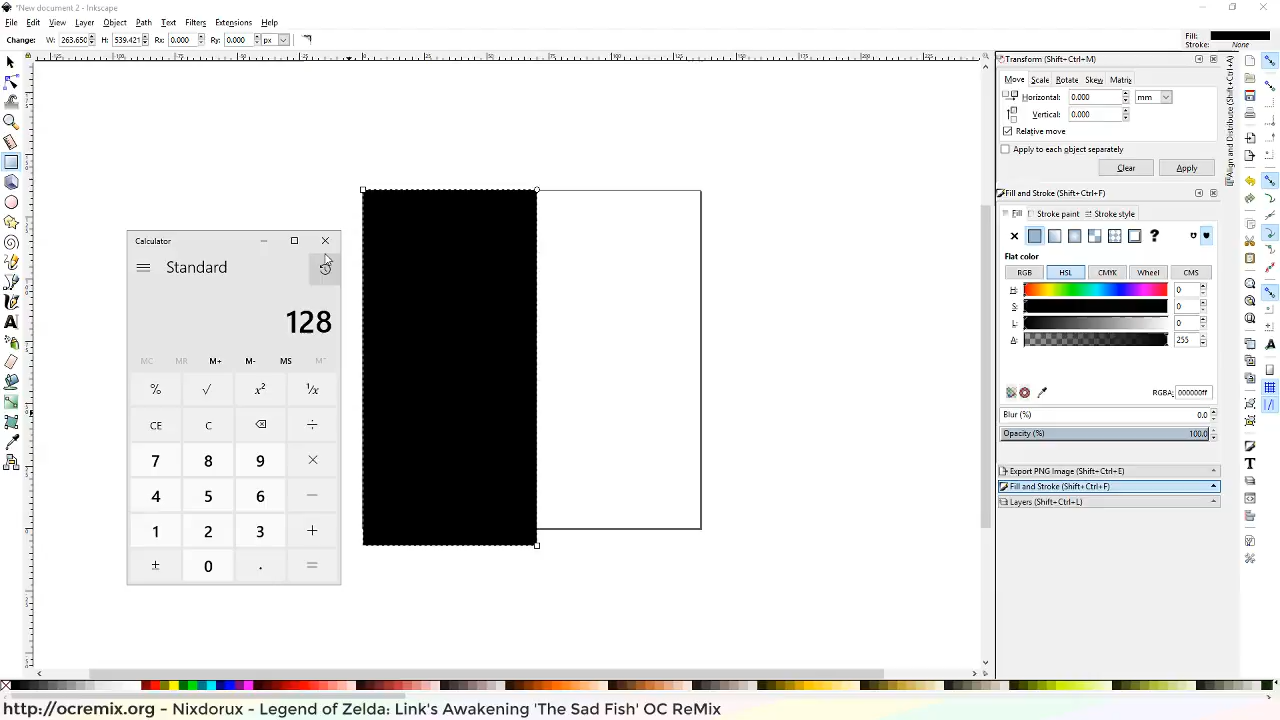 *New document 2 - Inkscape
File Edit View Layer Object Path Text Filters Extensions Help
Change: W: 263.650 H: 539.421 Rx: 0.000 Ry: 0.000 px
Fill:
Stroke: None
Transform (Shift+Ctrl+M)
Move Scale Rotate Skew Matrix
Horizontal: 0.000 mm
Vertical: 0.000
Relative move
Apply to each object separately
Clear Apply
Align and Distribute (Shift+Ctrl+A)
Fill and Stroke (Shift+Ctrl+F)
Fill Stroke paint Stroke style
Flat color
RGB HSL CMYK Wheel CMS
H: 0
S: 0
L: 0
A: 255
RGBA: 000000ff
Blur (%) 0.0
Opacity (%) 100.0
Export PNG Image (Shift+Ctrl+E)
Fill and Stroke (Shift+Ctrl+F)
Layers (Shift+Ctrl+L)
Calculator
Standard
128
MC MR M+ M- MS M˅
% √ x² ¹/x
CE C ÷
7 8 9 ×
4 5 6 −
1 2 3 +
± 0 . =
http://ocremix.org - Nixdorux - Legend of Zelda: Link's Awakening 'The Sad Fish' OC ReMix